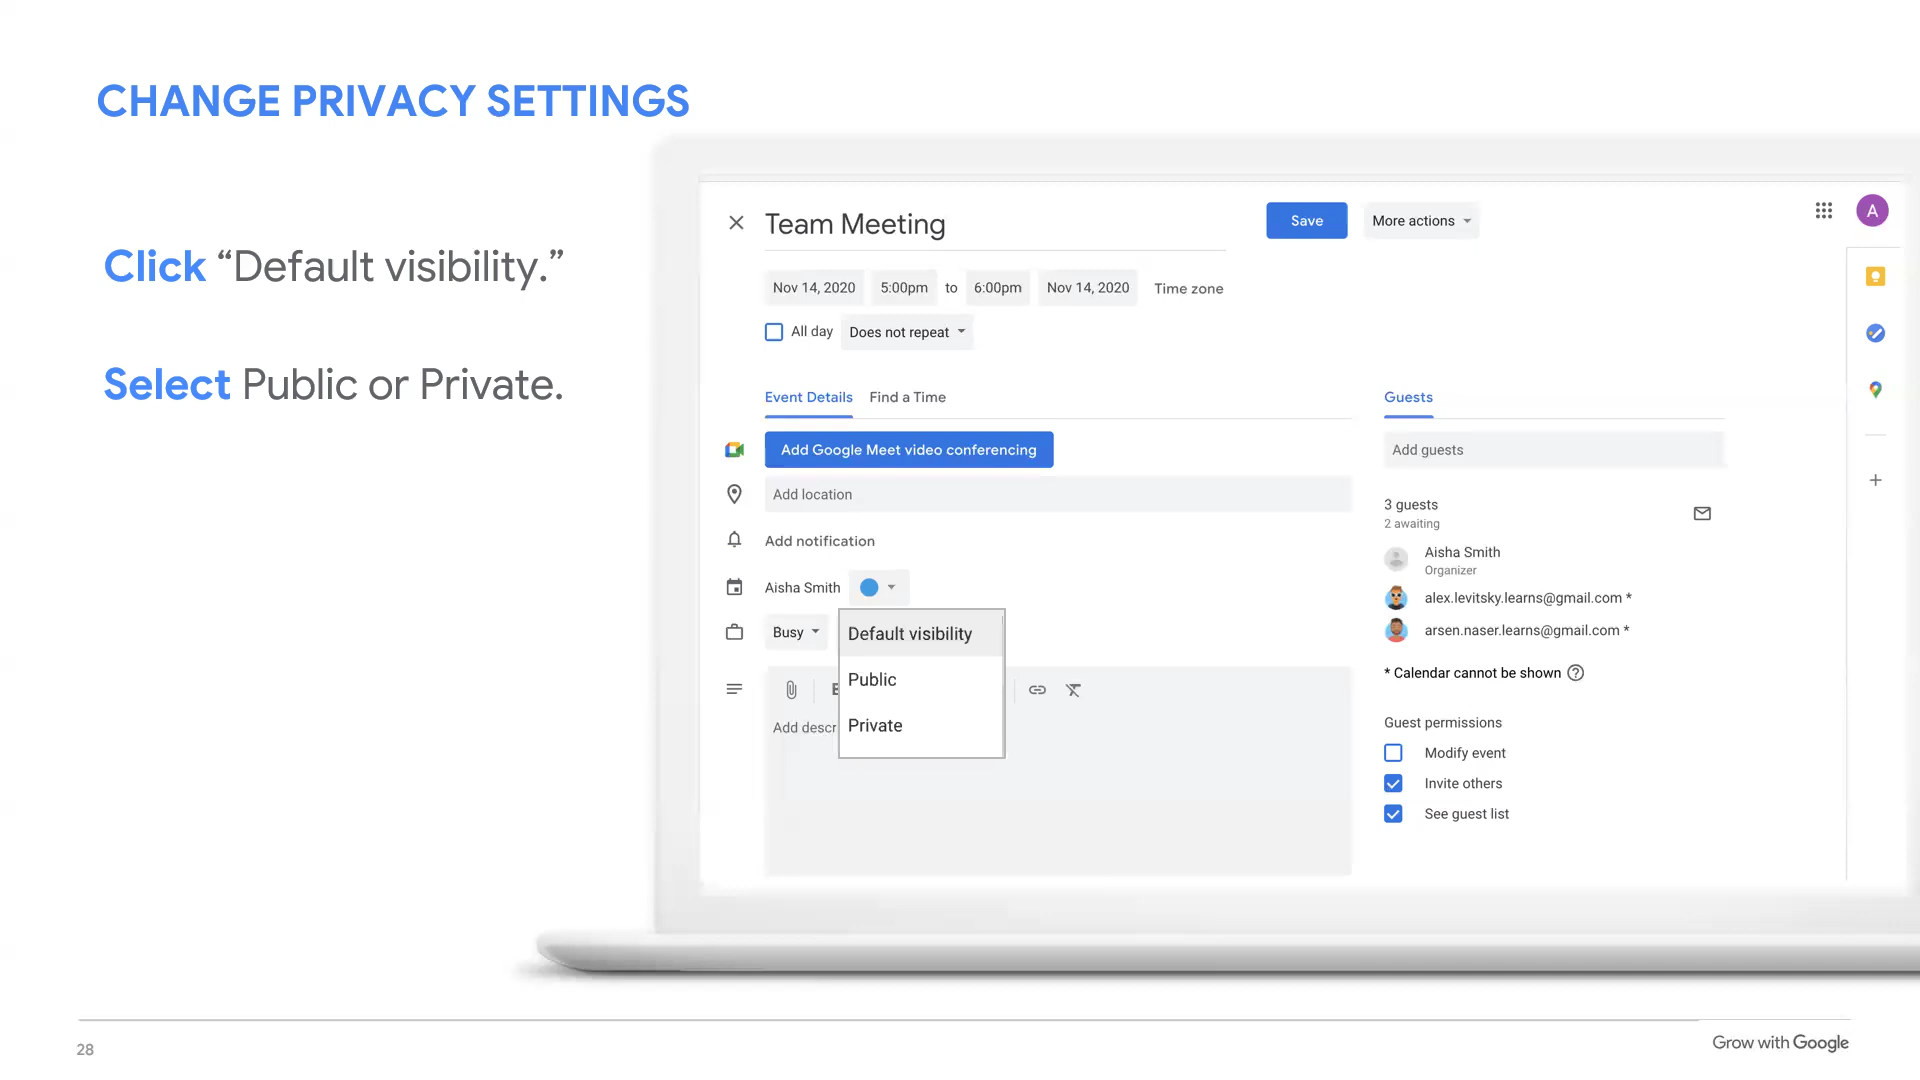 CHANGE PRIVACY SETTINGS
Click “Default visibility.”
Select Public or Private.
Team Meeting
Save
More actions
A
Nov 14, 2020 5:00pm to 6:00pm Nov 14, 2020 Time zone
All day Does not repeat
Event Details Find a Time
Add Google Meet video conferencing
Add location
Add notification
Aisha Smith
Busy
Default visibility
Public
Private
Add descr
Guests
Add guests
3 guests
2 awaiting
Aisha Smith
Organizer
alex.levitsky.learns@gmail.com *
arsen.naser.learns@gmail.com *
* Calendar cannot be shown
Guest permissions
Modify event
Invite others
See guest list
28
Grow with Google